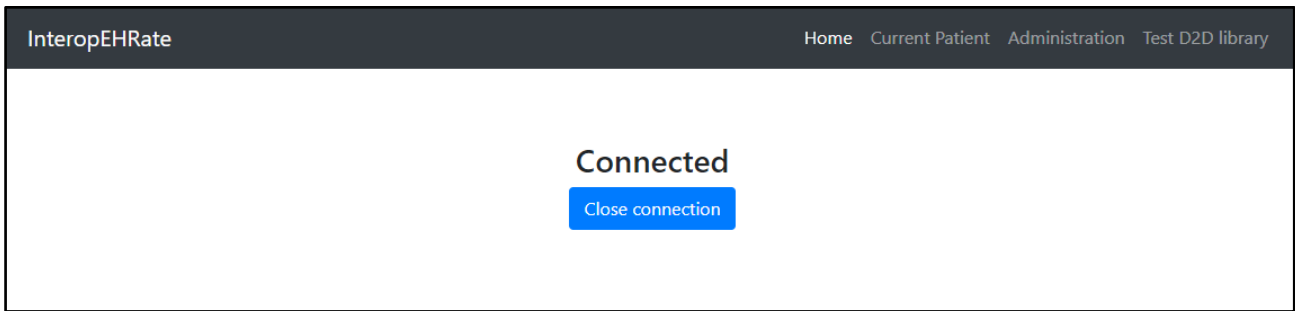 InteropEHRate Home Current Patient Administration Test D2D library
Connected
Close connection